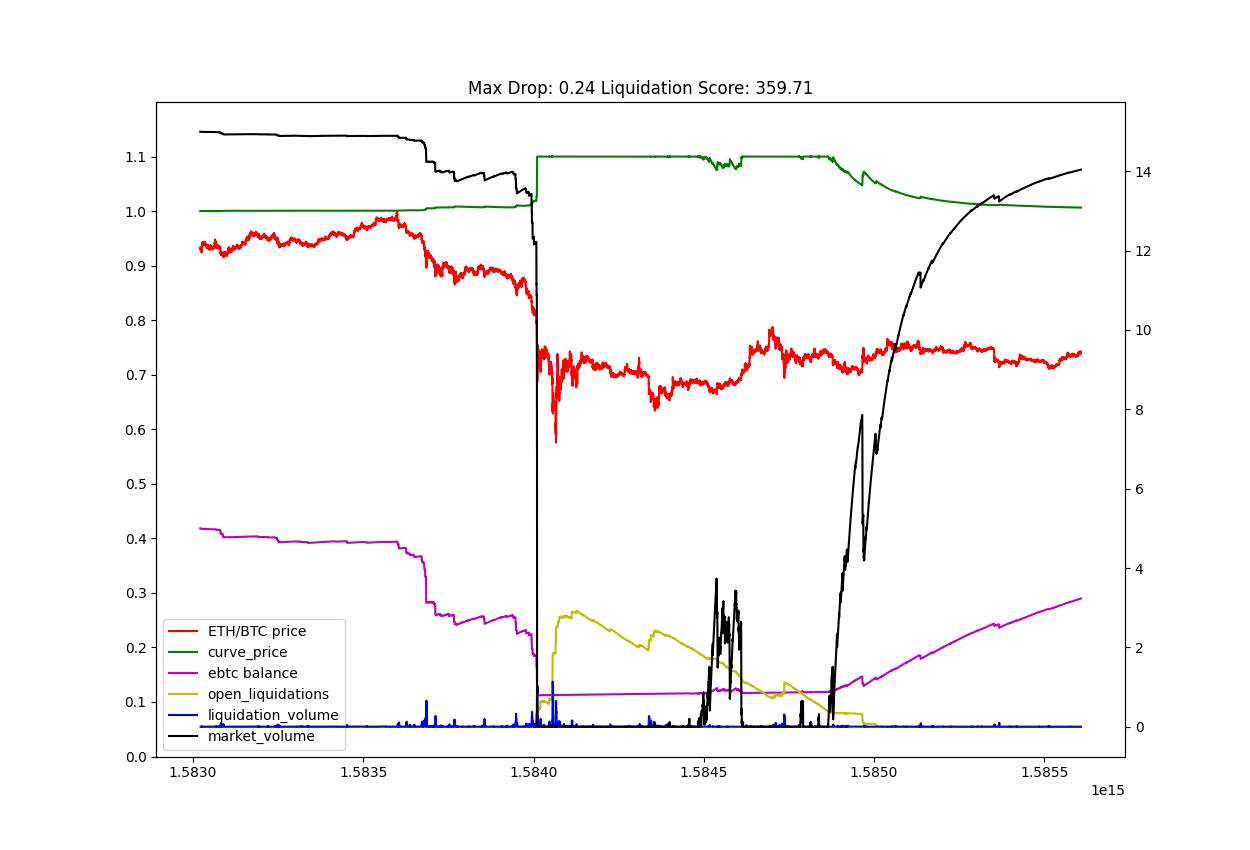 Max Drop: 0.24 Liquidation Score: 359.71
1.1
1.0
0.9
0.8
0.7
0.6
0.5
0.4
0.3
0.2
0.1
0.0
14
12
10
8
6
4
2
0
ETH/BTC price
curve_price
ebtc balance
open_liquidations
liquidation_volume
market_volume
1.5830 1.5835 1.5840 1.5845 1.5850 1.5855
1e15